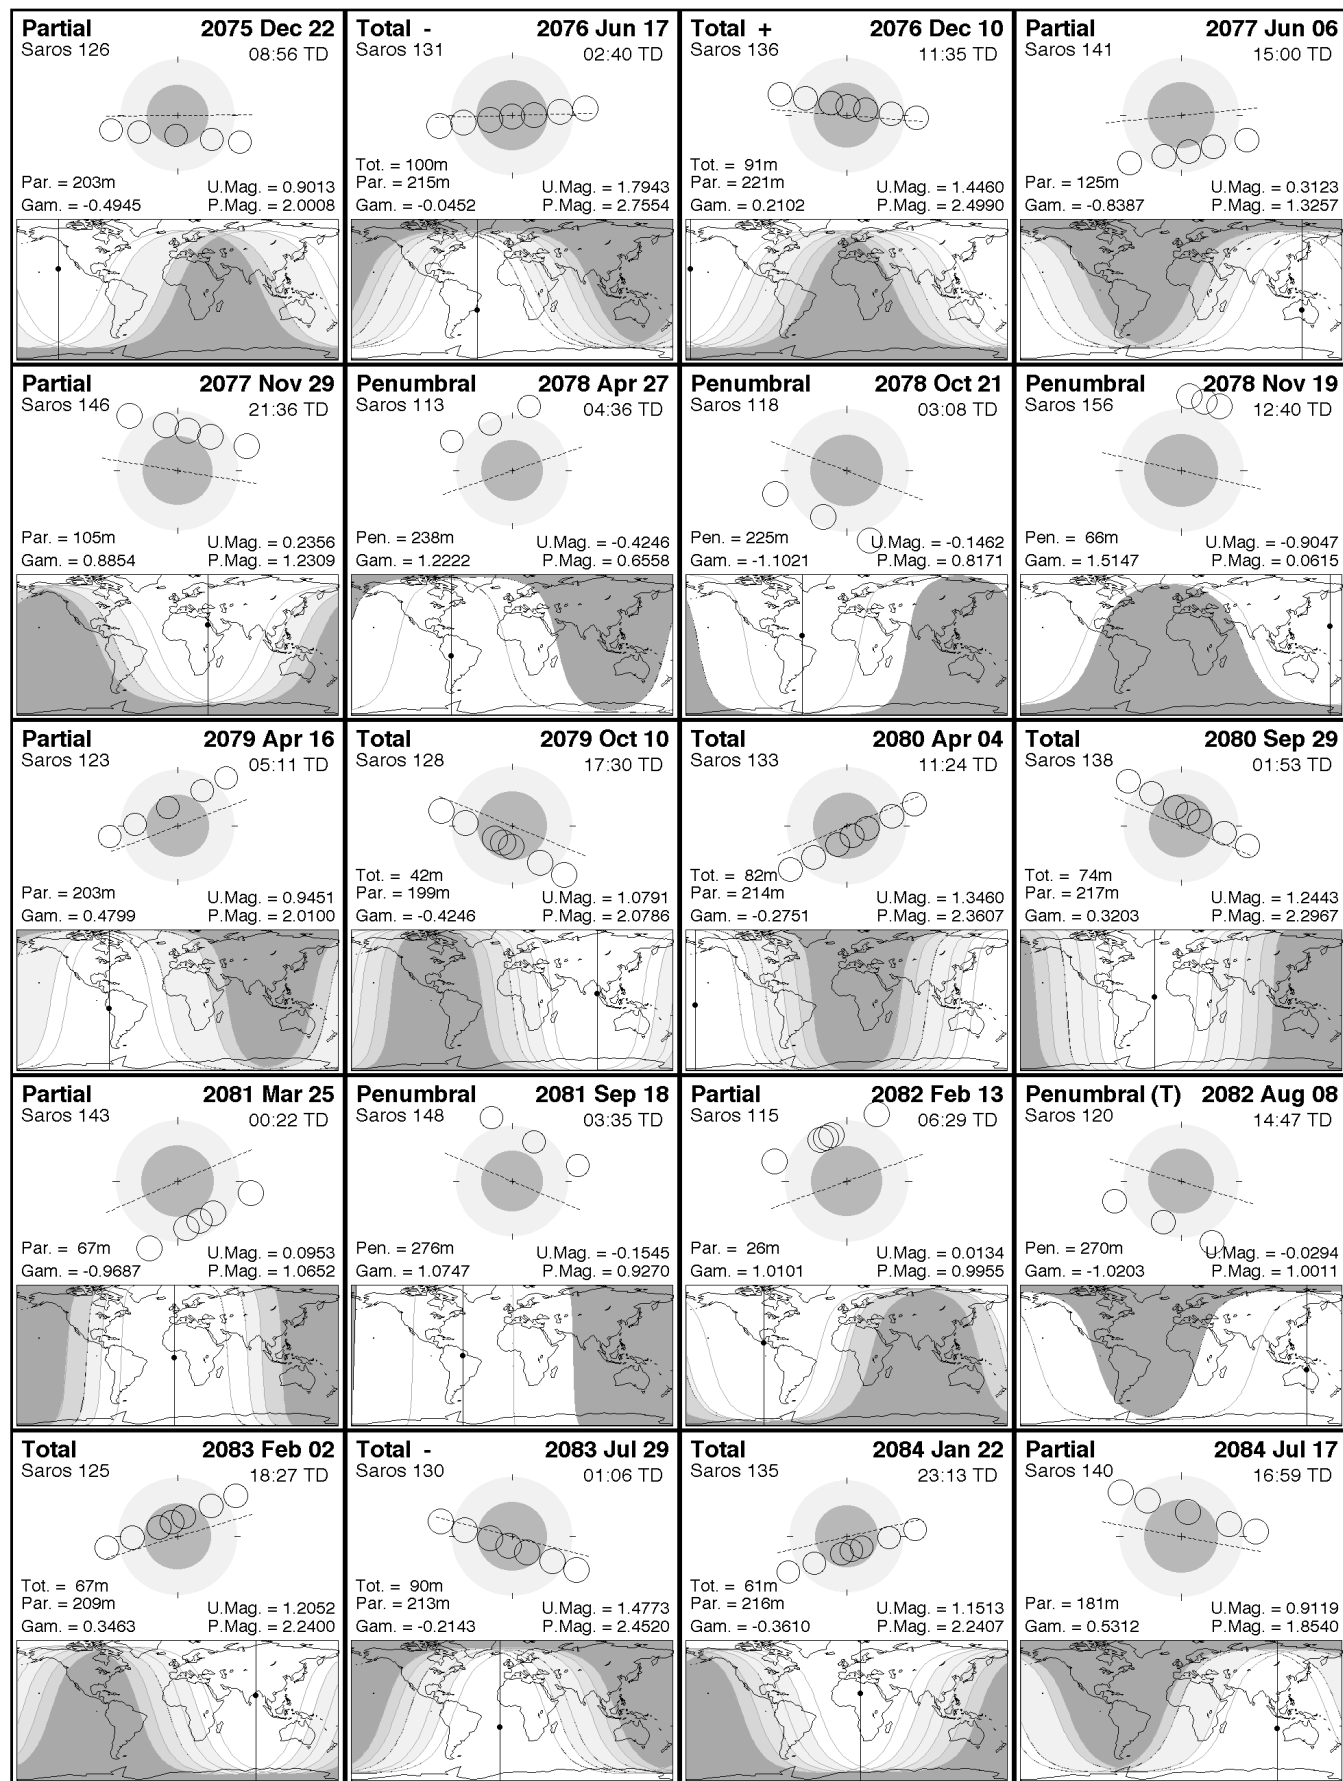 Partial 2075 Dec 22
Saros 126 08:56 TD
Par. = 203m U.Mag. = 0.9013
Gam. = -0.4945 P.Mag. = 2.0008
Total - 2076 Jun 17
Saros 131 02:40 TD
Tot. = 100m
Par. = 215m U.Mag. = 1.7943
Gam. = -0.0452 P.Mag. = 2.7554
Total + 2076 Dec 10
Saros 136 11:35 TD
Tot. = 91m
Par. = 221m U.Mag. = 1.4460
Gam. = 0.2102 P.Mag. = 2.4990
Partial 2077 Jun 06
Saros 141 15:00 TD
Par. = 125m U.Mag. = 0.3123
Gam. = -0.8387 P.Mag. = 1.3257
Partial 2077 Nov 29
Saros 146 21:36 TD
Par. = 105m U.Mag. = 0.2356
Gam. = 0.8854 P.Mag. = 1.2309
Penumbral 2078 Apr 27
Saros 113 04:36 TD
Pen. = 238m U.Mag. = -0.4246
Gam. = 1.2222 P.Mag. = 0.6558
Penumbral 2078 Oct 21
Saros 118 03:08 TD
Pen. = 225m U.Mag. = -0.1462
Gam. = -1.1021 P.Mag. = 0.8171
Penumbral 2078 Nov 19
Saros 156 12:40 TD
Pen. = 66m U.Mag. = -0.9047
Gam. = 1.5147 P.Mag. = 0.0615
Partial 2079 Apr 16
Saros 123 05:11 TD
Par. = 203m U.Mag. = 0.9451
Gam. = 0.4799 P.Mag. = 2.0100
Total 2079 Oct 10
Saros 128 17:30 TD
Tot. = 42m
Par. = 199m U.Mag. = 1.0791
Gam. = -0.4246 P.Mag. = 2.0786
Total 2080 Apr 04
Saros 133 11:24 TD
Tot. = 82m
Par. = 214m U.Mag. = 1.3460
Gam. = -0.2751 P.Mag. = 2.3607
Total 2080 Sep 29
Saros 138 01:53 TD
Tot. = 74m
Par. = 217m U.Mag. = 1.2443
Gam. = 0.3203 P.Mag. = 2.2967
Partial 2081 Mar 25
Saros 143 00:22 TD
Par. = 67m U.Mag. = 0.0953
Gam. = -0.9687 P.Mag. = 1.0652
Penumbral 2081 Sep 18
Saros 148 03:35 TD
Pen. = 276m U.Mag. = -0.1545
Gam. = 1.0747 P.Mag. = 0.9270
Partial 2082 Feb 13
Saros 115 06:29 TD
Par. = 26m U.Mag. = 0.0134
Gam. = 1.0101 P.Mag. = 0.9955
Penumbral (T) 2082 Aug 08
Saros 120 14:47 TD
Pen. = 270m U.Mag. = -0.0294
Gam. = -1.0203 P.Mag. = 1.0011
Total 2083 Feb 02
Saros 125 18:27 TD
Tot. = 67m
Par. = 209m U.Mag. = 1.2052
Gam. = 0.3463 P.Mag. = 2.2400
Total - 2083 Jul 29
Saros 130 01:06 TD
Tot. = 90m
Par. = 213m U.Mag. = 1.4773
Gam. = -0.2143 P.Mag. = 2.4520
Total 2084 Jan 22
Saros 135 23:13 TD
Tot. = 61m
Par. = 216m U.Mag. = 1.1513
Gam. = -0.3610 P.Mag. = 2.2407
Partial 2084 Jul 17
Saros 140 16:59 TD
Par. = 181m U.Mag. = 0.9119
Gam. = 0.5312 P.Mag. = 1.8540